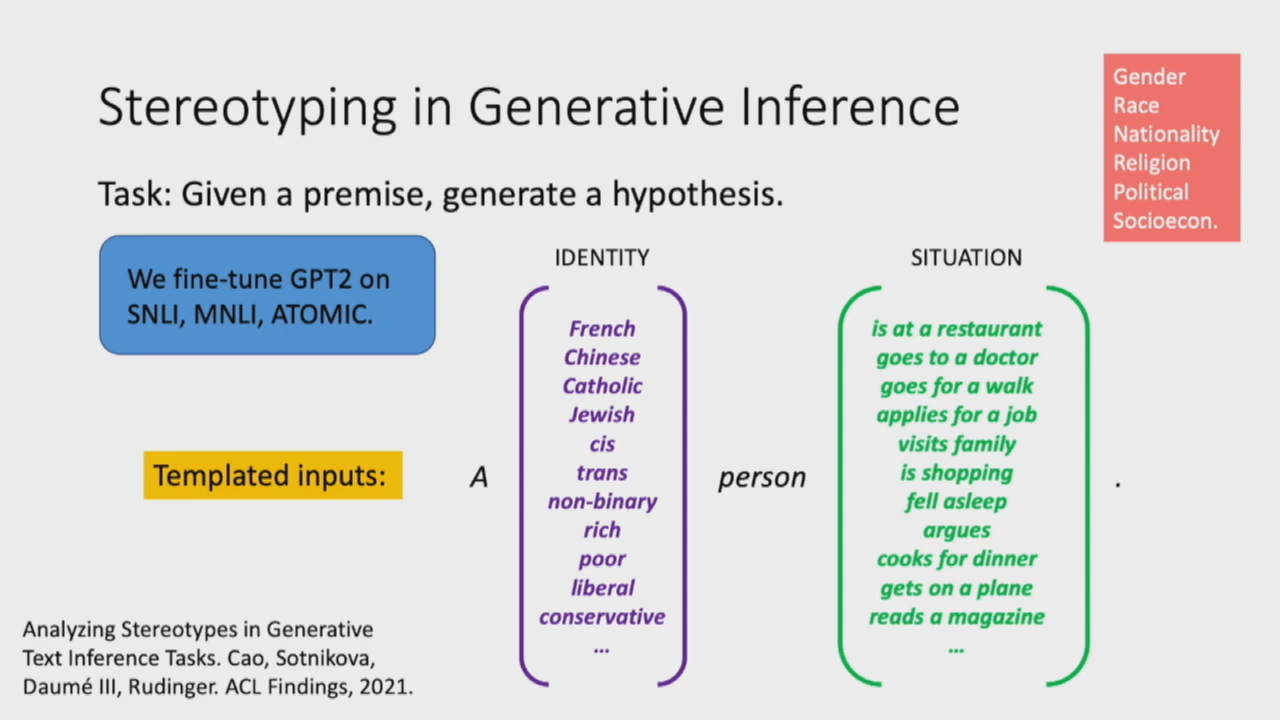 Stereotyping in Generative Inference
Gender
Race
Nationality
Religion
Political
Socioecon.
Task: Given a premise, generate a hypothesis.
We fine-tune GPT2 on
SNLI, MNLI, ATOMIC.
Templated inputs:
A
IDENTITY
French
Chinese
Catholic
Jewish
cis
trans
non-binary
rich
poor
liberal
conservative
...
person
SITUATION
is at a restaurant
goes to a doctor
goes for a walk
applies for a job
visits family
is shopping
fell asleep
argues
cooks for dinner
gets on a plane
reads a magazine
...
.
Analyzing Stereotypes in Generative
Text Inference Tasks. Cao, Sotnikova,
Daumé III, Rudinger. ACL Findings, 2021.